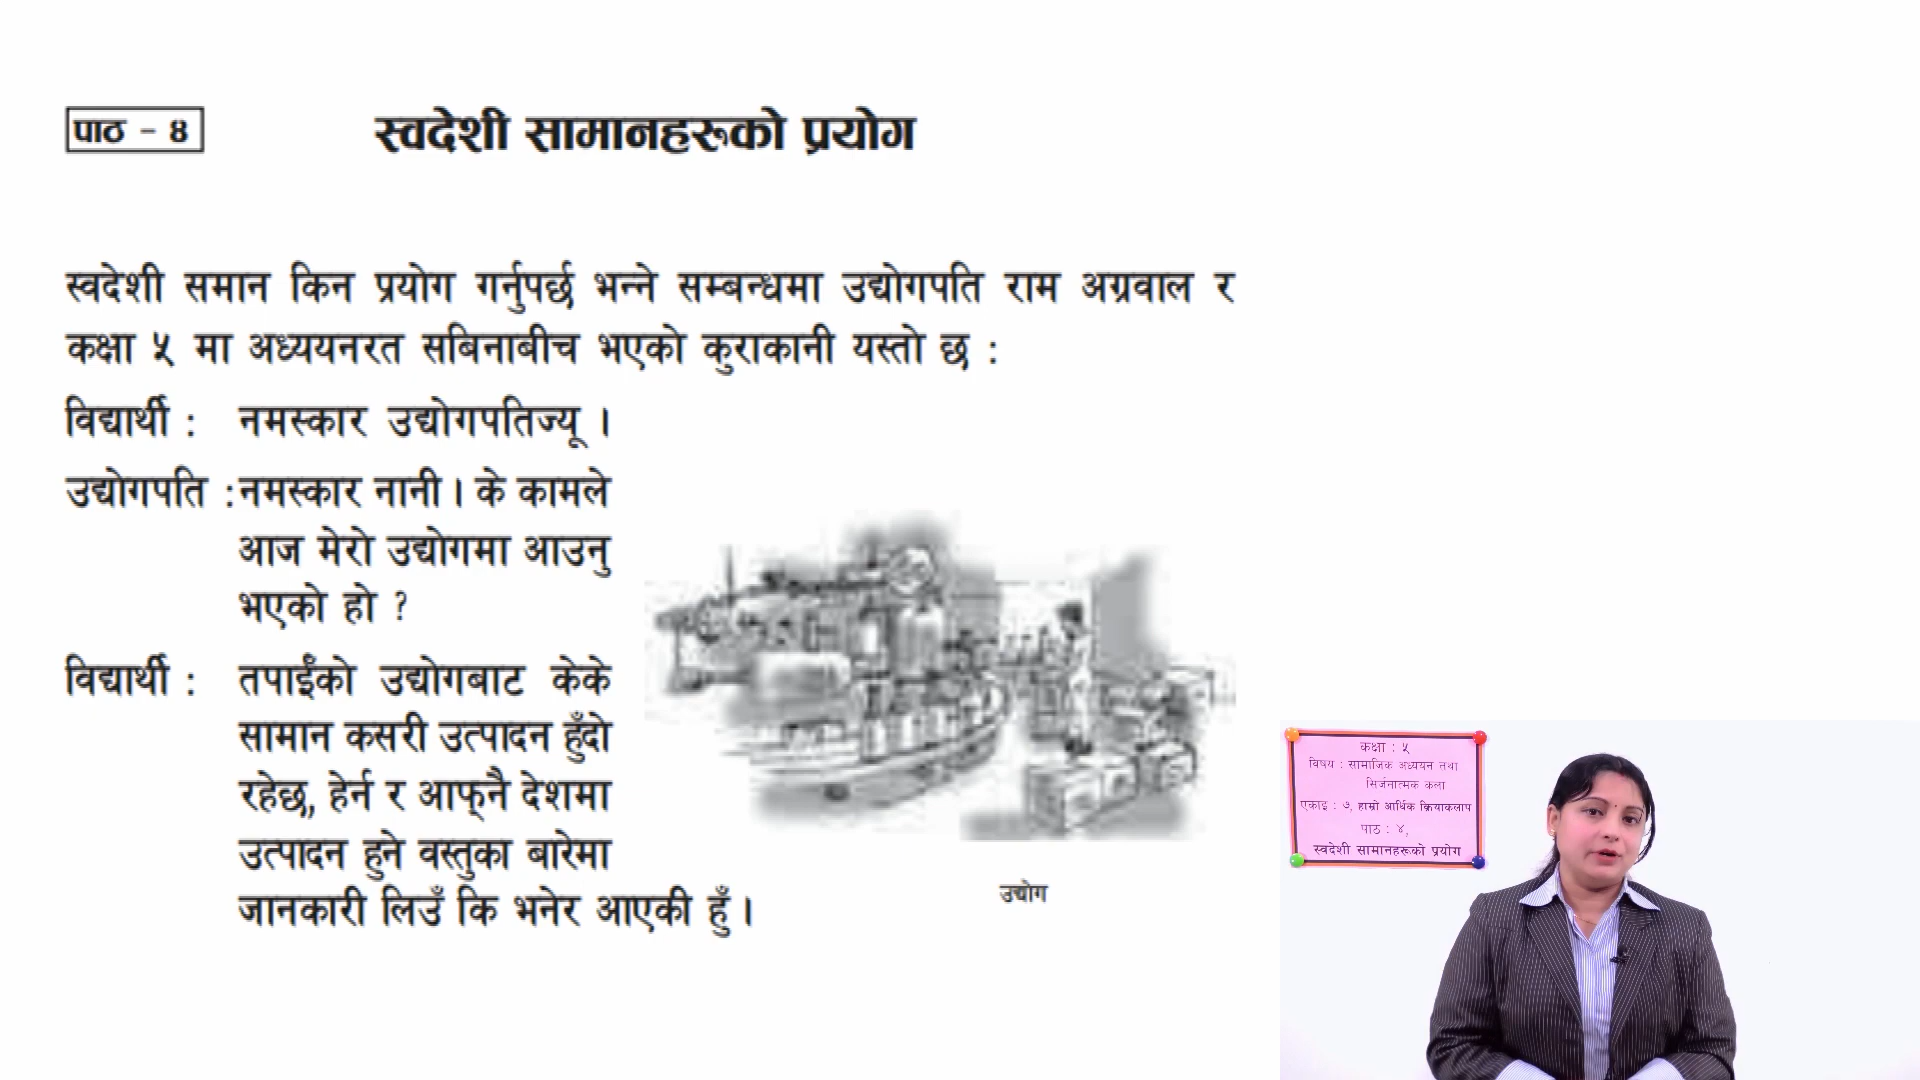 पाठ - ४
स्वदेशी सामानहरूको प्रयोग
स्वदेशी समान किन प्रयोग गर्नुपर्छ भन्ने सम्बन्धमा उद्योगपति राम अग्रवाल र
कक्षा ५ मा अध्ययनरत सबिनाबीच भएको कुराकानी यस्तो छ :
विद्यार्थी : नमस्कार उद्योगपतिज्यू ।
उद्योगपति : नमस्कार नानी । के कामले
आज मेरो उद्योगमा आउनु
भएको हो ?
विद्यार्थी : तपाईंको उद्योगबाट केके
सामान कसरी उत्पादन हुँदो
रहेछ, हेर्न र आफ्नै देशमा
उत्पादन हुने वस्तुका बारेमा
जानकारी लिउँ कि भनेर आएकी हुँ ।
उद्योग
कक्षा : ५
विषय : सामाजिक अध्ययन तथा
सिर्जनात्मक कला
एकाइ : ७, हाम्रो आर्थिक क्रियाकलाप
पाठ : ४,
स्वदेशी सामानहरूको प्रयोग